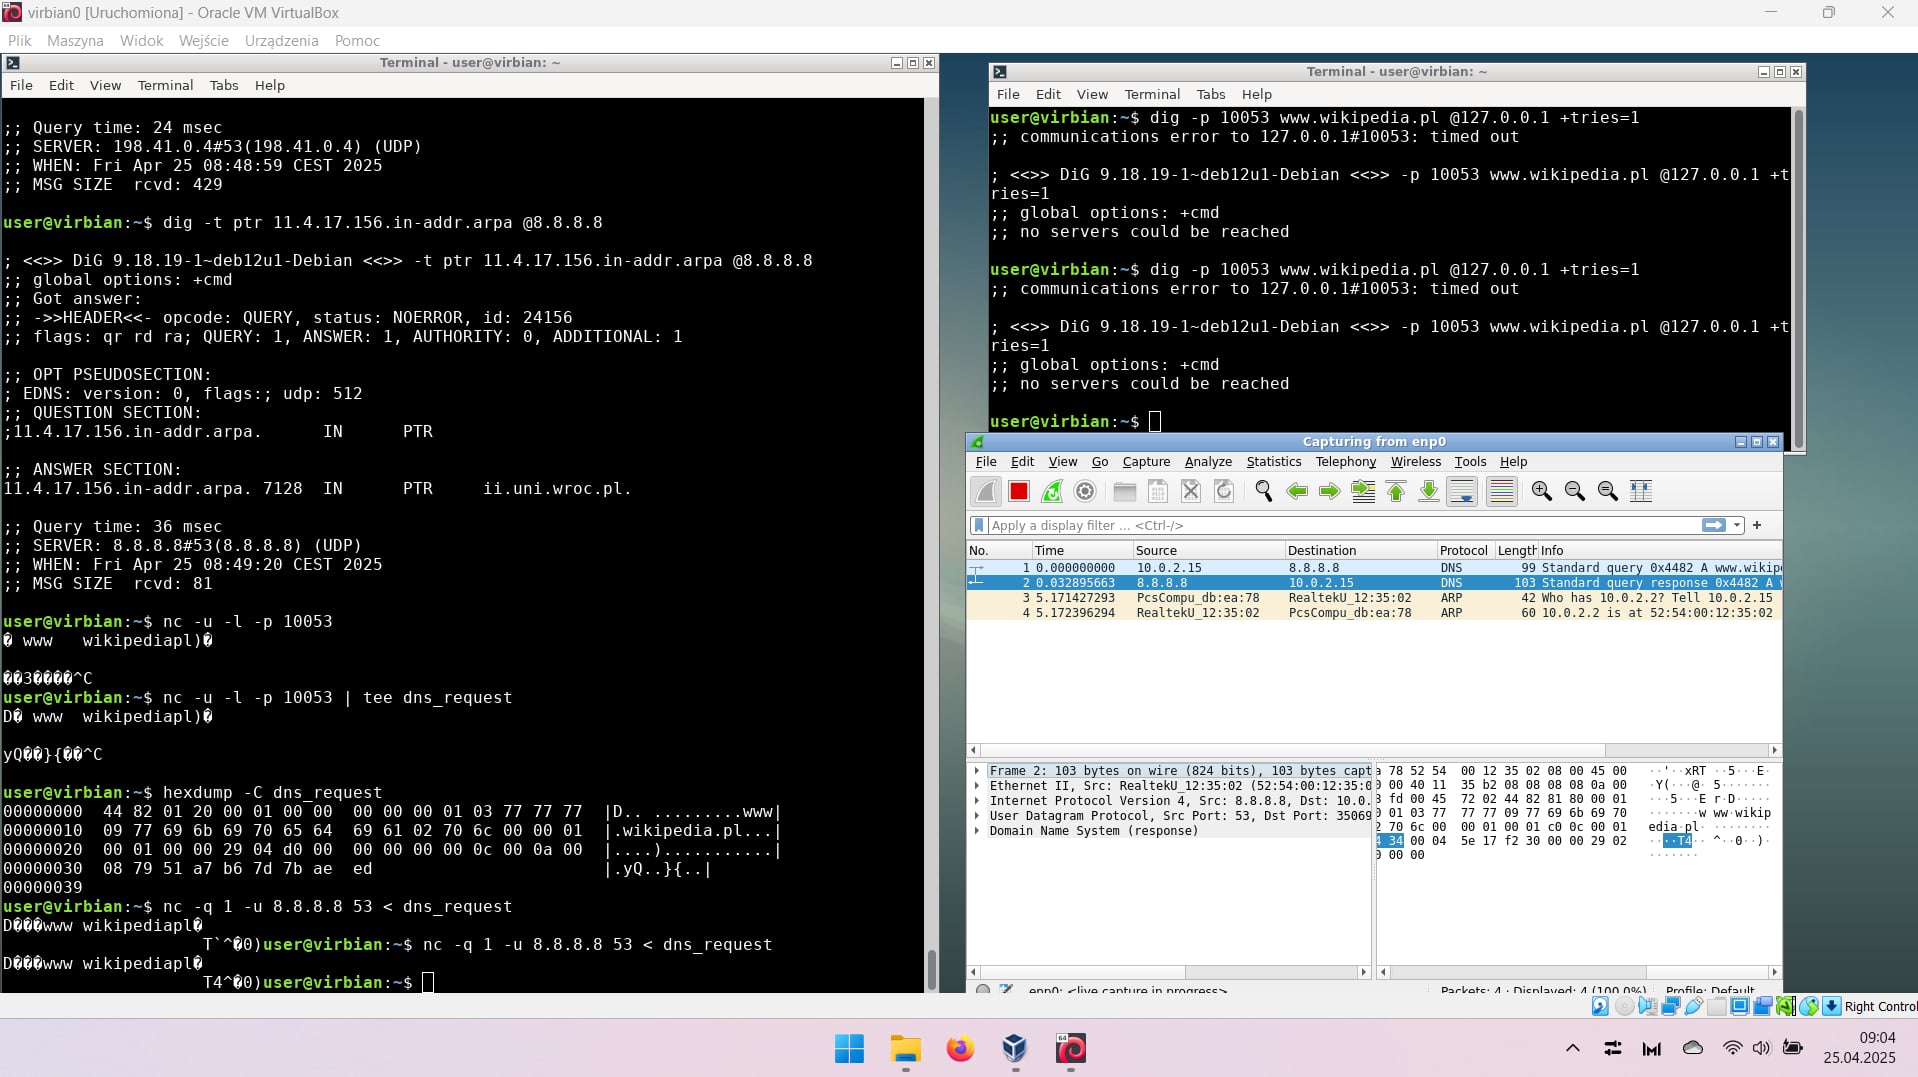 virbian0 [Uruchomiona] - Oracle VM VirtualBox
Plik Maszyna Widok Wejście Urządzenia Pomoc
Terminal - user@virbian: ~
File Edit View Terminal Tabs Help
;; Query time: 24 msec
;; SERVER: 198.41.0.4#53(198.41.0.4) (UDP)
;; WHEN: Fri Apr 25 08:48:59 CEST 2025
;; MSG SIZE  rcvd: 429
user@virbian:~$ dig -t ptr 11.4.17.156.in-addr.arpa @8.8.8.8
; <<>> DiG 9.18.19-1~deb12u1-Debian <<>> -t ptr 11.4.17.156.in-addr.arpa @8.8.8.8
;; global options: +cmd
;; Got answer:
;; ->>HEADER<<- opcode: QUERY, status: NOERROR, id: 24156
;; flags: qr rd ra; QUERY: 1, ANSWER: 1, AUTHORITY: 0, ADDITIONAL: 1
;; OPT PSEUDOSECTION:
; EDNS: version: 0, flags:; udp: 512
;; QUESTION SECTION:
;11.4.17.156.in-addr.arpa.      IN      PTR
;; ANSWER SECTION:
11.4.17.156.in-addr.arpa. 7128  IN      PTR     ii.uni.wroc.pl.
;; Query time: 36 msec
;; SERVER: 8.8.8.8#53(8.8.8.8) (UDP)
;; WHEN: Fri Apr 25 08:49:20 CEST 2025
;; MSG SIZE  rcvd: 81
user@virbian:~$ nc -u -l -p 10053
� www   wikipediapl)�
��3����^C
user@virbian:~$ nc -u -l -p 10053 | tee dns_request
D� www  wikipediapl)�
yQ��}{��^C
user@virbian:~$ hexdump -C dns_request
00000000  44 82 01 20 00 01 00 00  00 00 00 01 03 77 77 77  |D.. .........www|
00000010  09 77 69 6b 69 70 65 64  69 61 02 70 6c 00 00 01  |.wikipedia.pl...|
00000020  00 01 00 00 29 04 d0 00  00 00 00 00 0c 00 0a 00  |....)...........|
00000030  08 79 51 a7 b6 7d 7b ae  ed                       |.yQ..}{..|
00000039
user@virbian:~$ nc -q 1 -u 8.8.8.8 53 < dns_request
D���www wikipediapl�
T`^�0)user@virbian:~$ nc -q 1 -u 8.8.8.8 53 < dns_request
D���www wikipediapl�
T4^�0)user@virbian:~$
Terminal - user@virbian: ~
File Edit View Terminal Tabs Help
user@virbian:~$ dig -p 10053 www.wikipedia.pl @127.0.0.1 +tries=1
;; communications error to 127.0.0.1#10053: timed out
; <<>> DiG 9.18.19-1~deb12u1-Debian <<>> -p 10053 www.wikipedia.pl @127.0.0.1 +t
ries=1
;; global options: +cmd
;; no servers could be reached
user@virbian:~$ dig -p 10053 www.wikipedia.pl @127.0.0.1 +tries=1
;; communications error to 127.0.0.1#10053: timed out
; <<>> DiG 9.18.19-1~deb12u1-Debian <<>> -p 10053 www.wikipedia.pl @127.0.0.1 +t
ries=1
;; global options: +cmd
;; no servers could be reached
user@virbian:~$
Capturing from enp0
File Edit View Go Capture Analyze Statistics Telephony Wireless Tools Help
Apply a display filter ... <Ctrl-/>
No. Time Source Destination Protocol Length Info
1 0.000000000 10.0.2.15 8.8.8.8 DNS 99 Standard query 0x4482 A www.wikip
2 0.032895663 8.8.8.8 10.0.2.15 DNS 103 Standard query response 0x4482 A
3 5.171427293 PcsCompu_db:ea:78 RealtekU_12:35:02 ARP 42 Who has 10.0.2.2? Tell 10.0.2.15
4 5.172396294 RealtekU_12:35:02 PcsCompu_db:ea:78 ARP 60 10.0.2.2 is at 52:54:00:12:35:02
Frame 2: 103 bytes on wire (824 bits), 103 bytes capt
Ethernet II, Src: RealtekU_12:35:02 (52:54:00:12:35:0
Internet Protocol Version 4, Src: 8.8.8.8, Dst: 10.0.
User Datagram Protocol, Src Port: 53, Dst Port: 35069
Domain Name System (response)
a 78 52 54  00 12 35 02 08 00 45 00   ··'··xRT ··5···E·
0 00 40 11  35 b2 08 08 08 08 0a 00   ·Y(···@· 5·······
8 fd 00 45  72 02 44 82 81 80 00 01   ···5···E r·D·····
0 01 03 77  77 77 09 77 69 6b 69 70   ·······w ww·wikip
2 70 6c 00  00 01 00 01 c0 0c 00 01   edia·pl· ········
4 34 00 04  5e 17 f2 30 00 00 29 02   ····T4·· ^··0··)·
0 00 00   ·······
enp0: <live capture in progress>
Packets: 4 · Displayed: 4 (100.0%)
Profile: Default
Right Control
09:04
25.04.2025